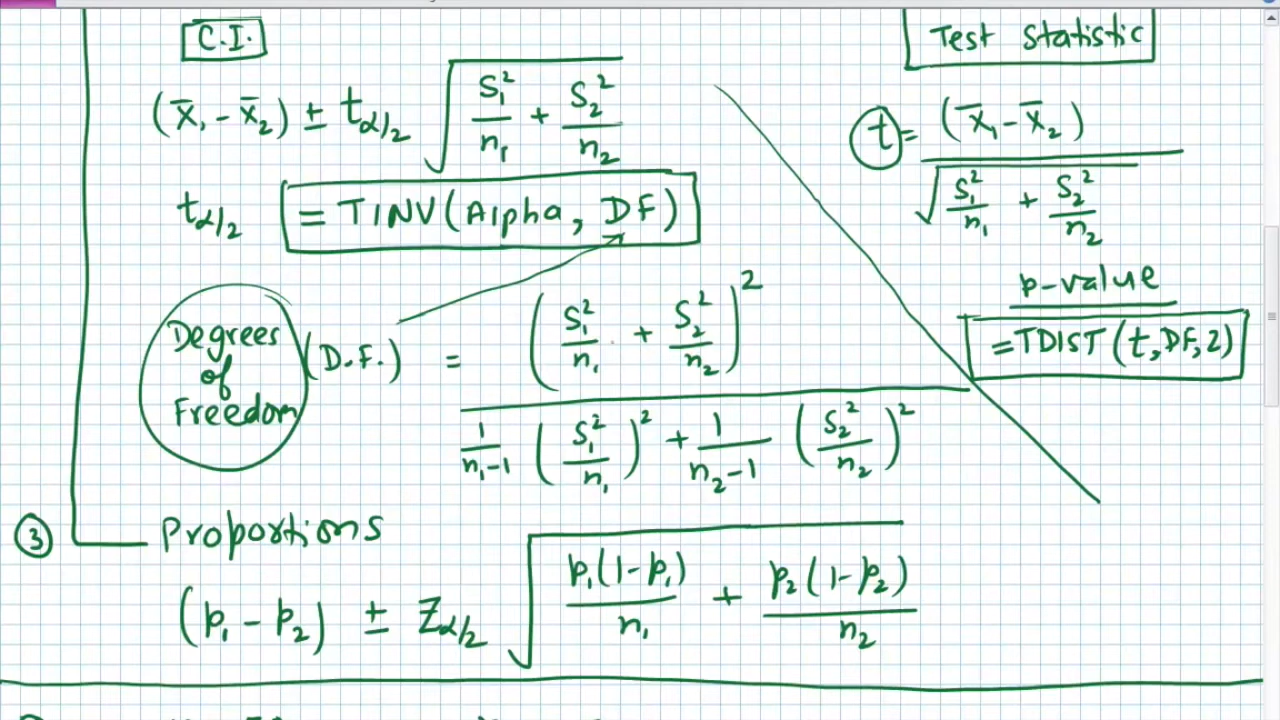 C.I.
Test Statistic
(x̄₁ - x̄₂) ± t_α/2 √(S₁²/n₁ + S₂²/n₂)
t = (x̄₁ - x̄₂) / √(S₁²/n₁ + S₂²/n₂)
t_α/2 = TINV(Alpha, DF)
p-value
= TDIST(t, DF, 2)
Degrees
of
Freedom
(D.F.) = (S₁²/n₁ + S₂²/n₂)² / (1/(n₁-1) (S₁²/n₁)² + 1/(n₂-1) (S₂²/n₂)²)
③ Proportions
(p₁ - p₂) ± Z_α/2 √(p₁(1-p₁)/n₁ + p₂(1-p₂)/n₂)